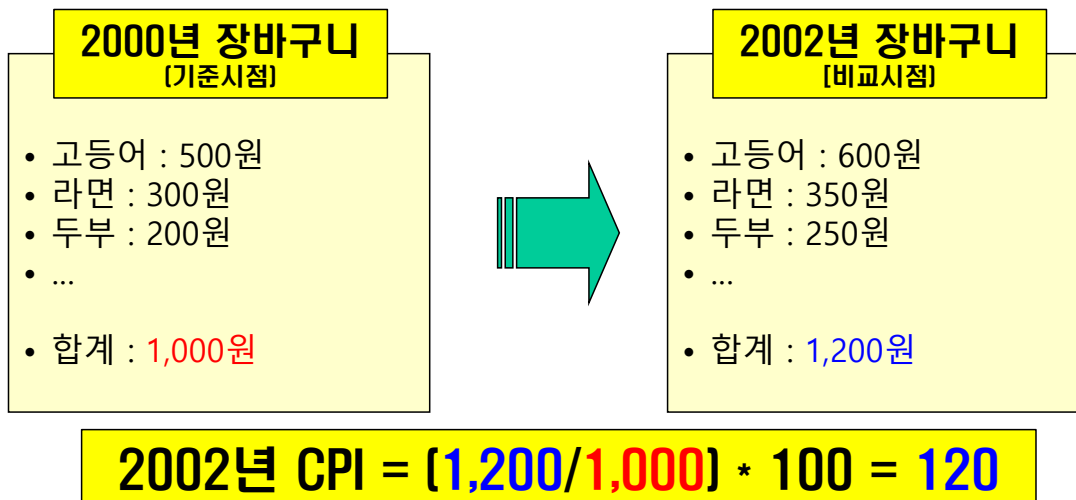 2000년 장바구니
(기준시점)
• 고등어 : 500원
• 라면 : 300원
• 두부 : 200원
• ...
• 합계 : 1,000원
2002년 장바구니
[비교시점]
• 고등어 : 600원
• 라면 : 350원
• 두부 : 250원
• ...
• 합계 : 1,200원
2002년 CPI = (1,200/1,000) * 100 = 120